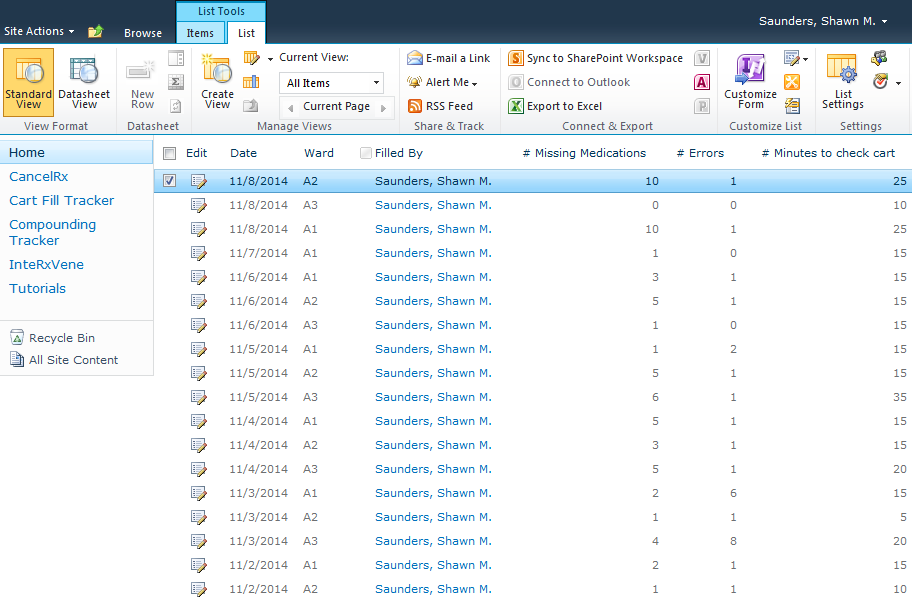 Site Actions Browse List Tools Items List Saunders, Shawn M.
Standard View Datasheet View New Row Create View Current View: All Items Current Page E-mail a Link Alert Me RSS Feed Sync to SharePoint Workspace Connect to Outlook Export to Excel Customize Form List Settings
View Format Datasheet Manage Views Share & Track Connect & Export Customize List Settings
Home
CancelRx
Cart Fill Tracker
Compounding
Tracker
InteRxVene
Tutorials
Recycle Bin
All Site Content
Edit Date Ward Filled By # Missing Medications # Errors # Minutes to check cart
11/8/2014 A2 Saunders, Shawn M. 10 1 25
11/8/2014 A3 Saunders, Shawn M. 0 0 10
11/8/2014 A1 Saunders, Shawn M. 10 1 25
11/7/2014 A1 Saunders, Shawn M. 1 0 15
11/6/2014 A1 Saunders, Shawn M. 3 1 15
11/6/2014 A2 Saunders, Shawn M. 5 1 15
11/6/2014 A3 Saunders, Shawn M. 1 0 15
11/5/2014 A1 Saunders, Shawn M. 1 2 15
11/5/2014 A2 Saunders, Shawn M. 5 1 15
11/5/2014 A3 Saunders, Shawn M. 6 1 35
11/4/2014 A1 Saunders, Shawn M. 5 1 15
11/4/2014 A2 Saunders, Shawn M. 3 1 15
11/4/2014 A3 Saunders, Shawn M. 5 1 20
11/3/2014 A1 Saunders, Shawn M. 2 6 15
11/3/2014 A2 Saunders, Shawn M. 1 1 5
11/3/2014 A3 Saunders, Shawn M. 4 8 20
11/2/2014 A1 Saunders, Shawn M. 2 1 15
11/2/2014 A2 Saunders, Shawn M. 1 1 10